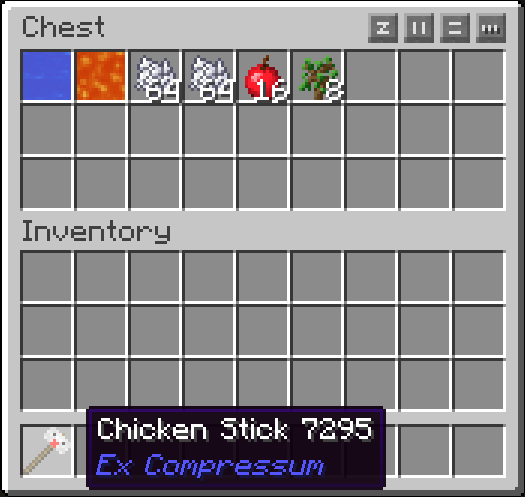 Chest
64
64
16
8
Inventory
Chicken Stick 7295
Ex Compressum